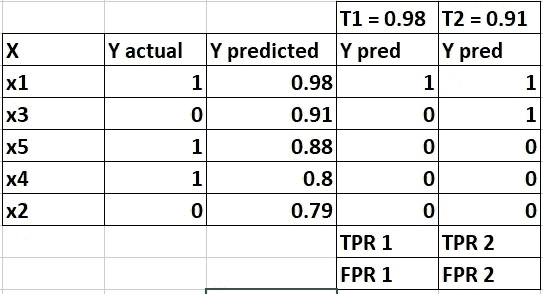 T1 = 0.98 T2 = 0.91
X Y actual Y predicted Y pred Y pred
x1 1 0.98 1 1
x3 0 0.91 0 1
x5 1 0.88 0 0
x4 1 0.8 0 0
x2 0 0.79 0 0
TPR 1 TPR 2
FPR 1 FPR 2